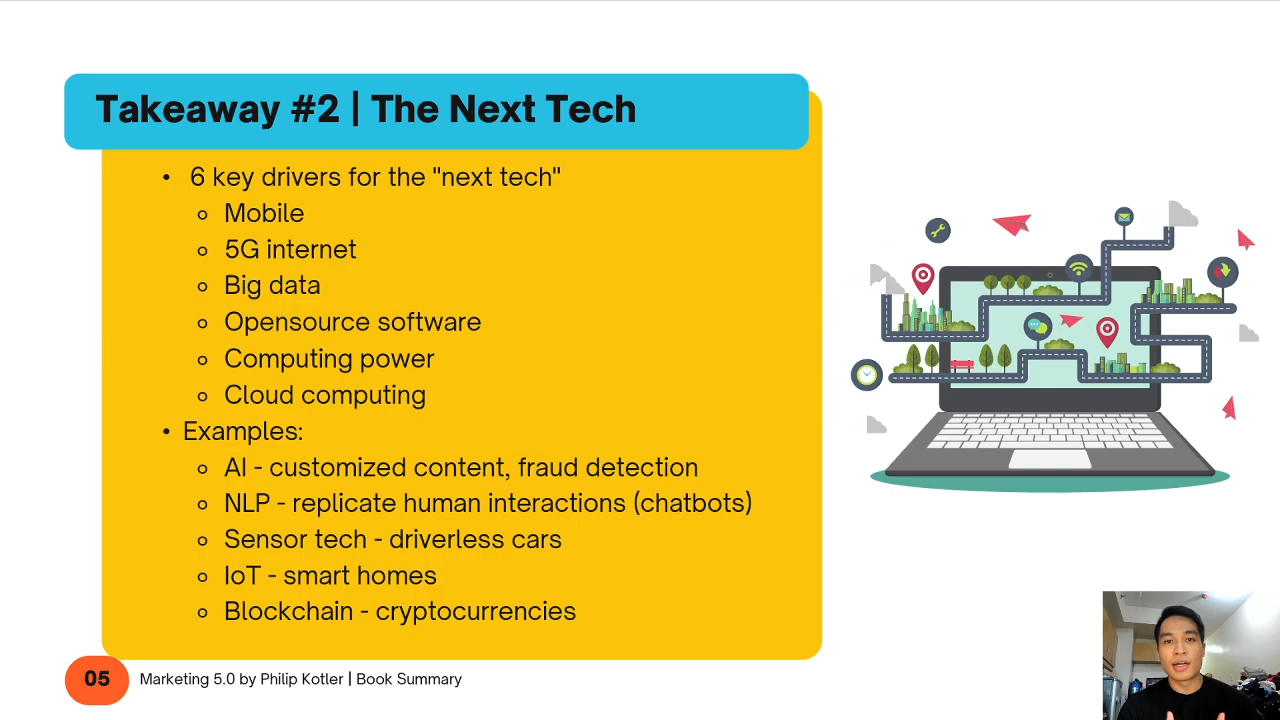 Takeaway #2 | The Next Tech
• 6 key drivers for the "next tech"
◦ Mobile
◦ 5G internet
◦ Big data
◦ Opensource software
◦ Computing power
◦ Cloud computing
• Examples:
◦ AI - customized content, fraud detection
◦ NLP - replicate human interactions (chatbots)
◦ Sensor tech - driverless cars
◦ IoT - smart homes
◦ Blockchain - cryptocurrencies
05 Marketing 5.0 by Philip Kotler | Book Summary